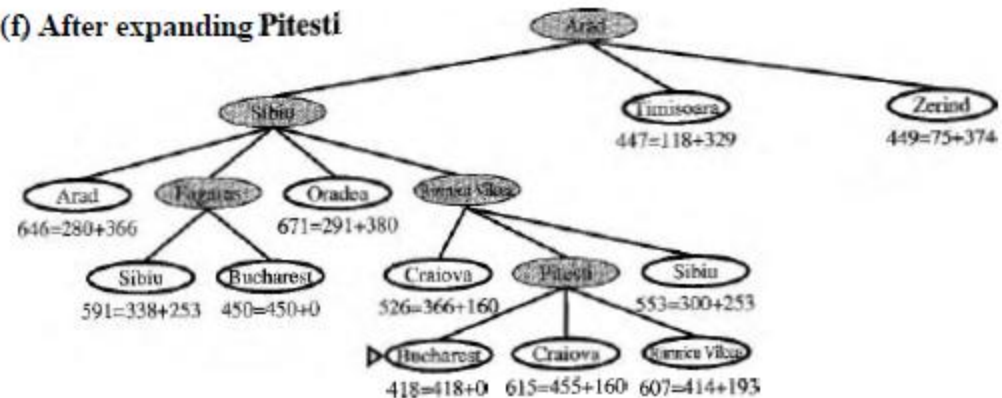 (f) After expanding Pitesti
Arad
Sibiu
Timisoara
Zerind
447=118+329
449=75+374
Arad
Fagaras
Oradea
Rimnicu Vilcea
646=280+366
671=291+380
Sibiu
Bucharest
Craiova
Pitesti
Sibiu
591=338+253
450=450+0
526=366+160
553=300+253
Bucharest
Craiova
Rimnicu Vilcea
418=418+0
615=455+160
607=414+193